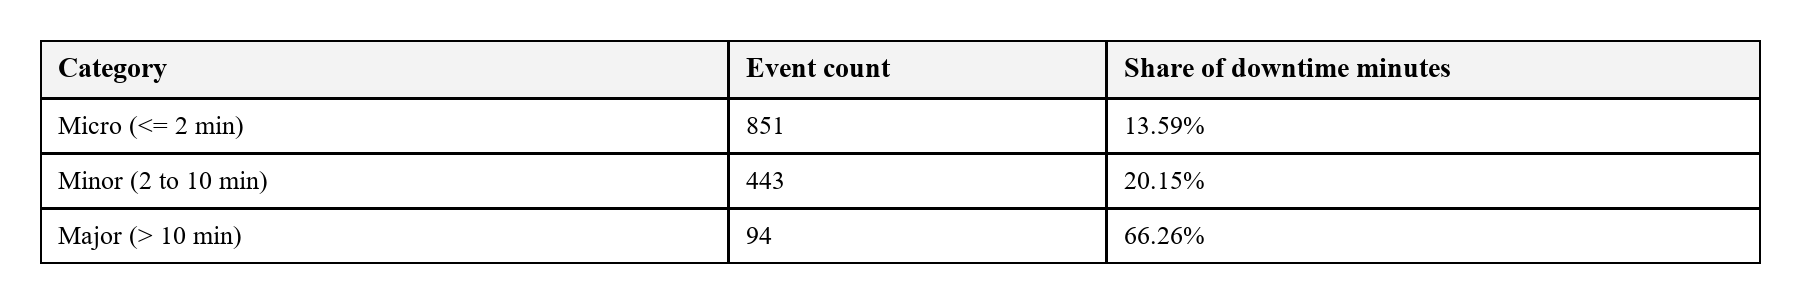 Category Event count Share of downtime minutes
Micro (<= 2 min) 851 13.59%
Minor (2 to 10 min) 443 20.15%
Major (> 10 min) 94 66.26%